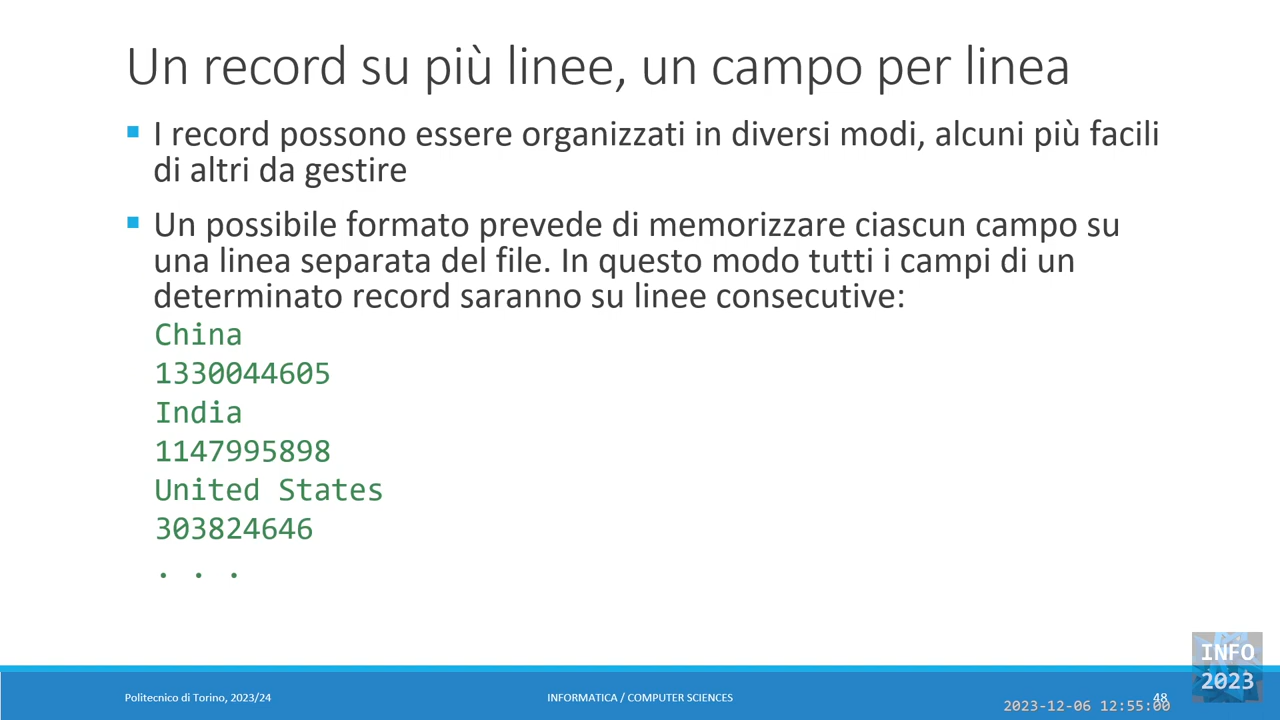 Un record su più linee, un campo per linea
I record possono essere organizzati in diversi modi, alcuni più facili
di altri da gestire
Un possibile formato prevede di memorizzare ciascun campo su
una linea separata del file. In questo modo tutti i campi di un
determinato record saranno su linee consecutive:
China
1330044605
India
1147995898
United States
303824646
. . .
INFO
2023
Politecnico di Torino, 2023/24
INFORMATICA / COMPUTER SCIENCES
48
2023-12-06 12:55:00